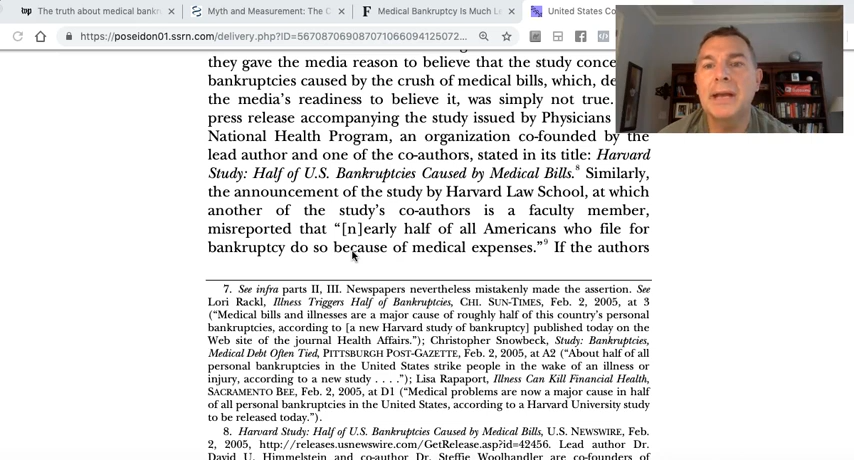 The truth about medical bankr
Myth and Measurement: The C
Medical Bankruptcy Is Much L
United States Co
https://poseidon01.ssrn.com/delivery.php?ID=567087069087071066094125072...
they gave the media reason to believe that the study conce
bankruptcies caused by the crush of medical bills, which, de
the media's readiness to believe it, was simply not true.
press release accompanying the study issued by Physicians
National Health Program, an organization co-founded by the
lead author and one of the co-authors, stated in its title: Harvard
Study: Half of U.S. Bankruptcies Caused by Medical Bills.8 Similarly,
the announcement of the study by Harvard Law School, at which
another of the study's co-authors is a faculty member,
misreported that “[n]early half of all Americans who file for
bankruptcy do so because of medical expenses.”9 If the authors
7. See infra parts II, III. Newspapers nevertheless mistakenly made the assertion. See
Lori Rackl, Illness Triggers Half of Bankruptcies, CHI. SUN-TIMES, Feb. 2, 2005, at 3
(“Medical bills and illnesses are a major cause of roughly half of this country's personal
bankruptcies, according to [a new Harvard study of bankruptcy] published today on the
Web site of the journal Health Affairs.”); Christopher Snowbeck, Study: Bankruptcies,
Medical Debt Often Tied, PITTSBURGH POST-GAZETTE, Feb. 2, 2005, at A2 (“About half of all
personal bankruptcies in the United States strike people in the wake of an illness or
injury, according to a new study . . . .”); Lisa Rapaport, Illness Can Kill Financial Health,
SACRAMENTO BEE, Feb. 2, 2005, at D1 (“Medical problems are now a major cause in half
of all personal bankruptcies in the United States, according to a Harvard University study
to be released today.”).
8. Harvard Study: Half of U.S. Bankruptcies Caused by Medical Bills, U.S. NEWSWIRE, Feb.
2, 2005, http://releases.usnewswire.com/GetRelease.asp?id=42456. Lead author Dr.
David U. Himmelstein and co-author Dr. Steffie Woolhandler are co-founders of